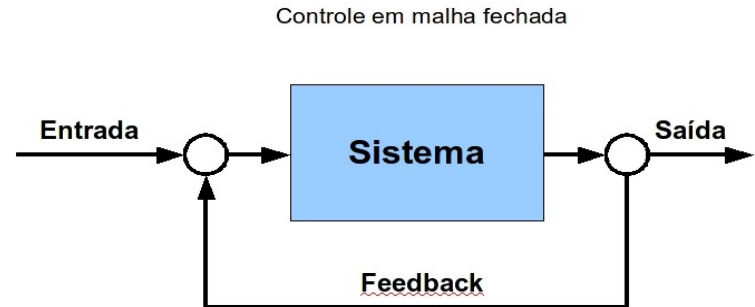 Controle em malha fechada
Entrada
Sistema
Saída
Feedback